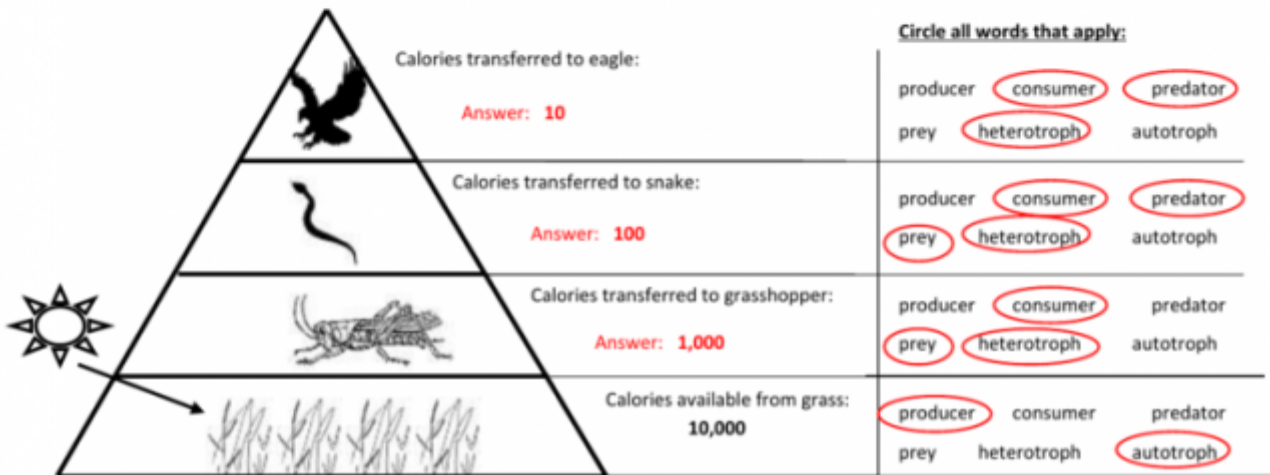 Circle all words that apply:
Calories transferred to eagle:
Answer: 10
producer consumer predator
prey heterotroph autotroph
Calories transferred to snake:
Answer: 100
producer consumer predator
prey heterotroph autotroph
Calories transferred to grasshopper:
Answer: 1,000
producer consumer predator
prey heterotroph autotroph
Calories available from grass:
10,000
producer consumer predator
prey heterotroph autotroph